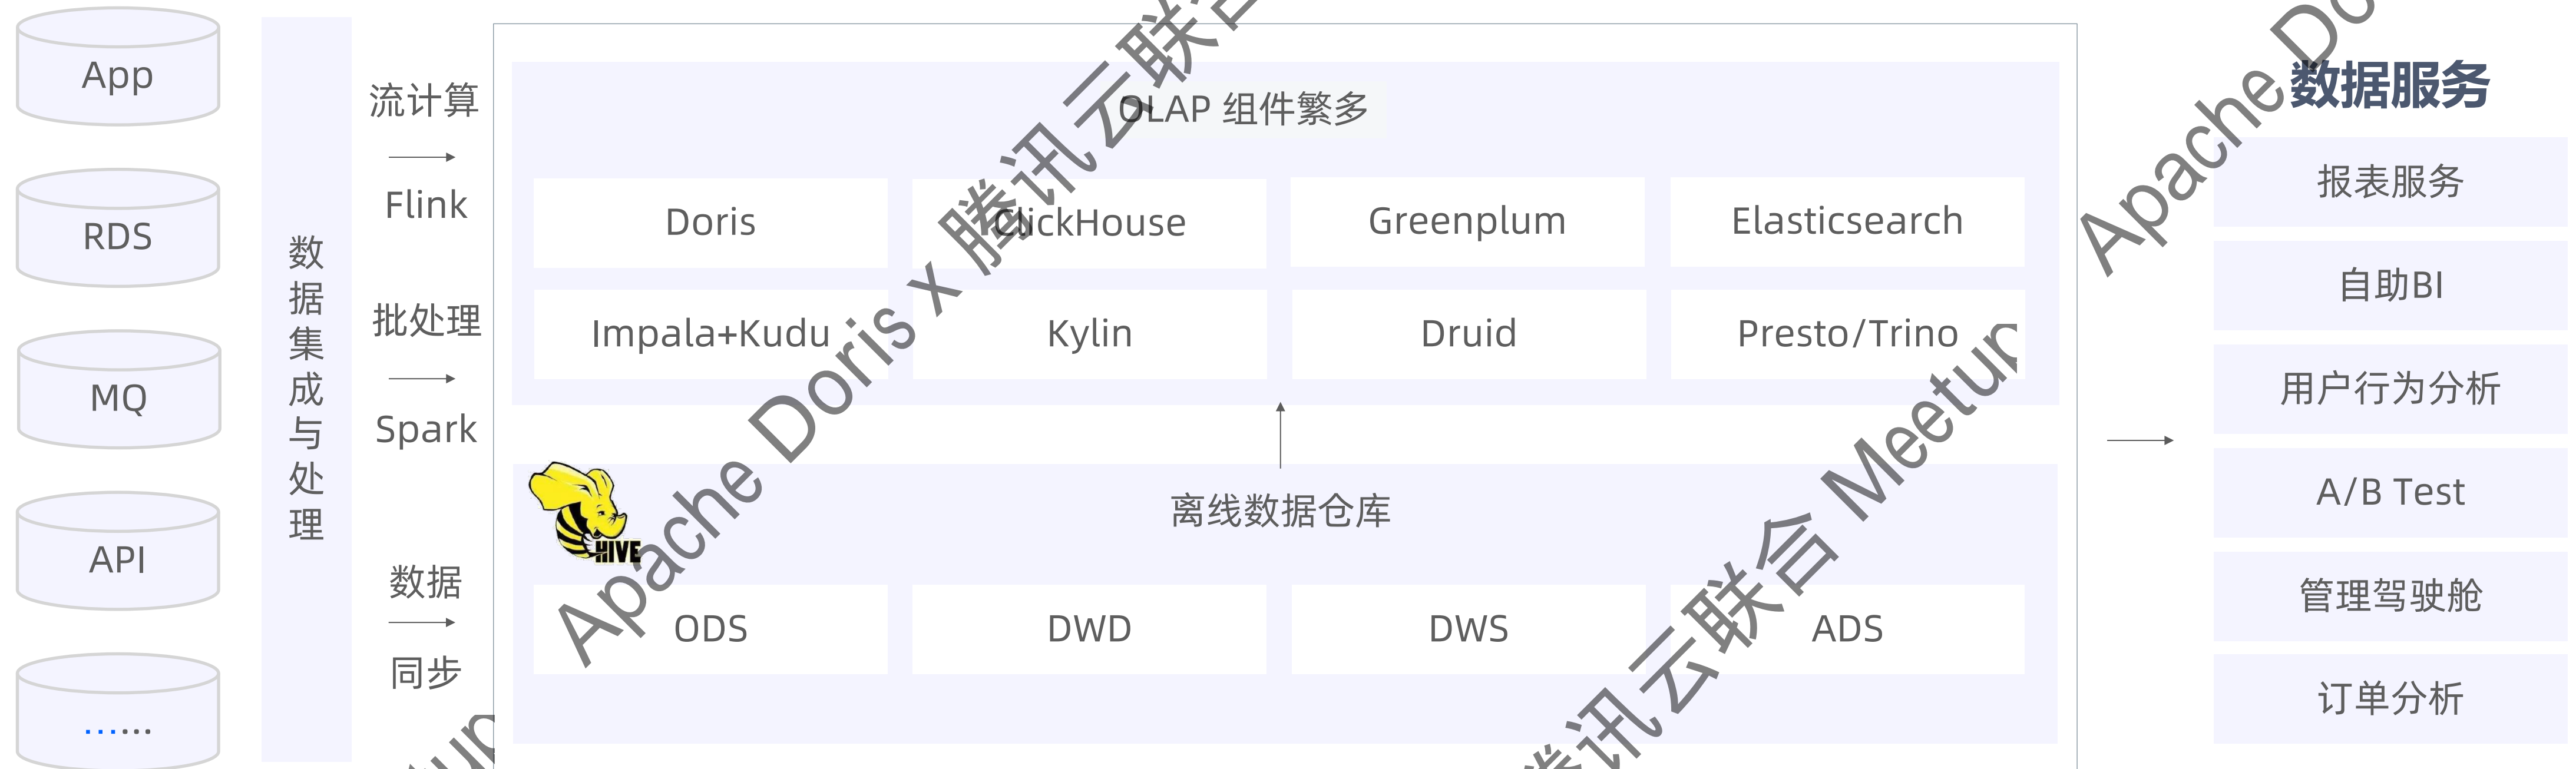 App
RDS
MQ
API
······
数据集成与处理
流计算
Flink
批处理
Spark
数据
同步
OLAP 组件繁多
Doris
ClickHouse
Greenplum
Elasticsearch
Impala+Kudu
Kylin
Druid
Presto/Trino
HIVE
离线数据仓库
ODS
DWD
DWS
ADS
数据服务
报表服务
自助BI
用户行为分析
A/B Test
管理驾驶舱
订单分析
Apache Doris x 腾讯云联合
腾讯云联合 Meetup
Apache Do